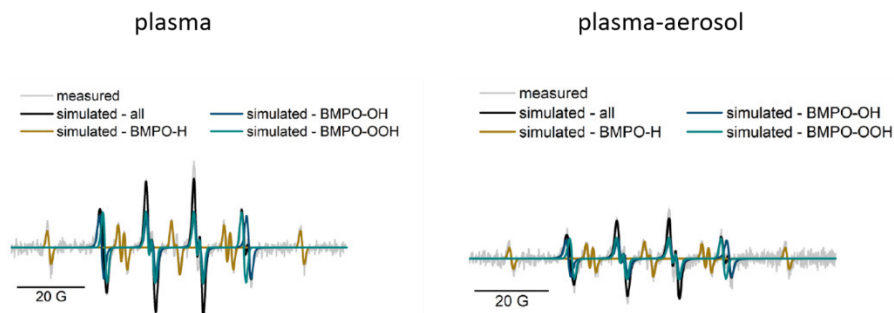 plasma
plasma-aerosol
measured
simulated - all
simulated - BMPO-OH
simulated - BMPO-H
simulated - BMPO-OOH
20 G
measured
simulated - all
simulated - BMPO-OH
simulated - BMPO-H
simulated - BMPO-OOH
20 G